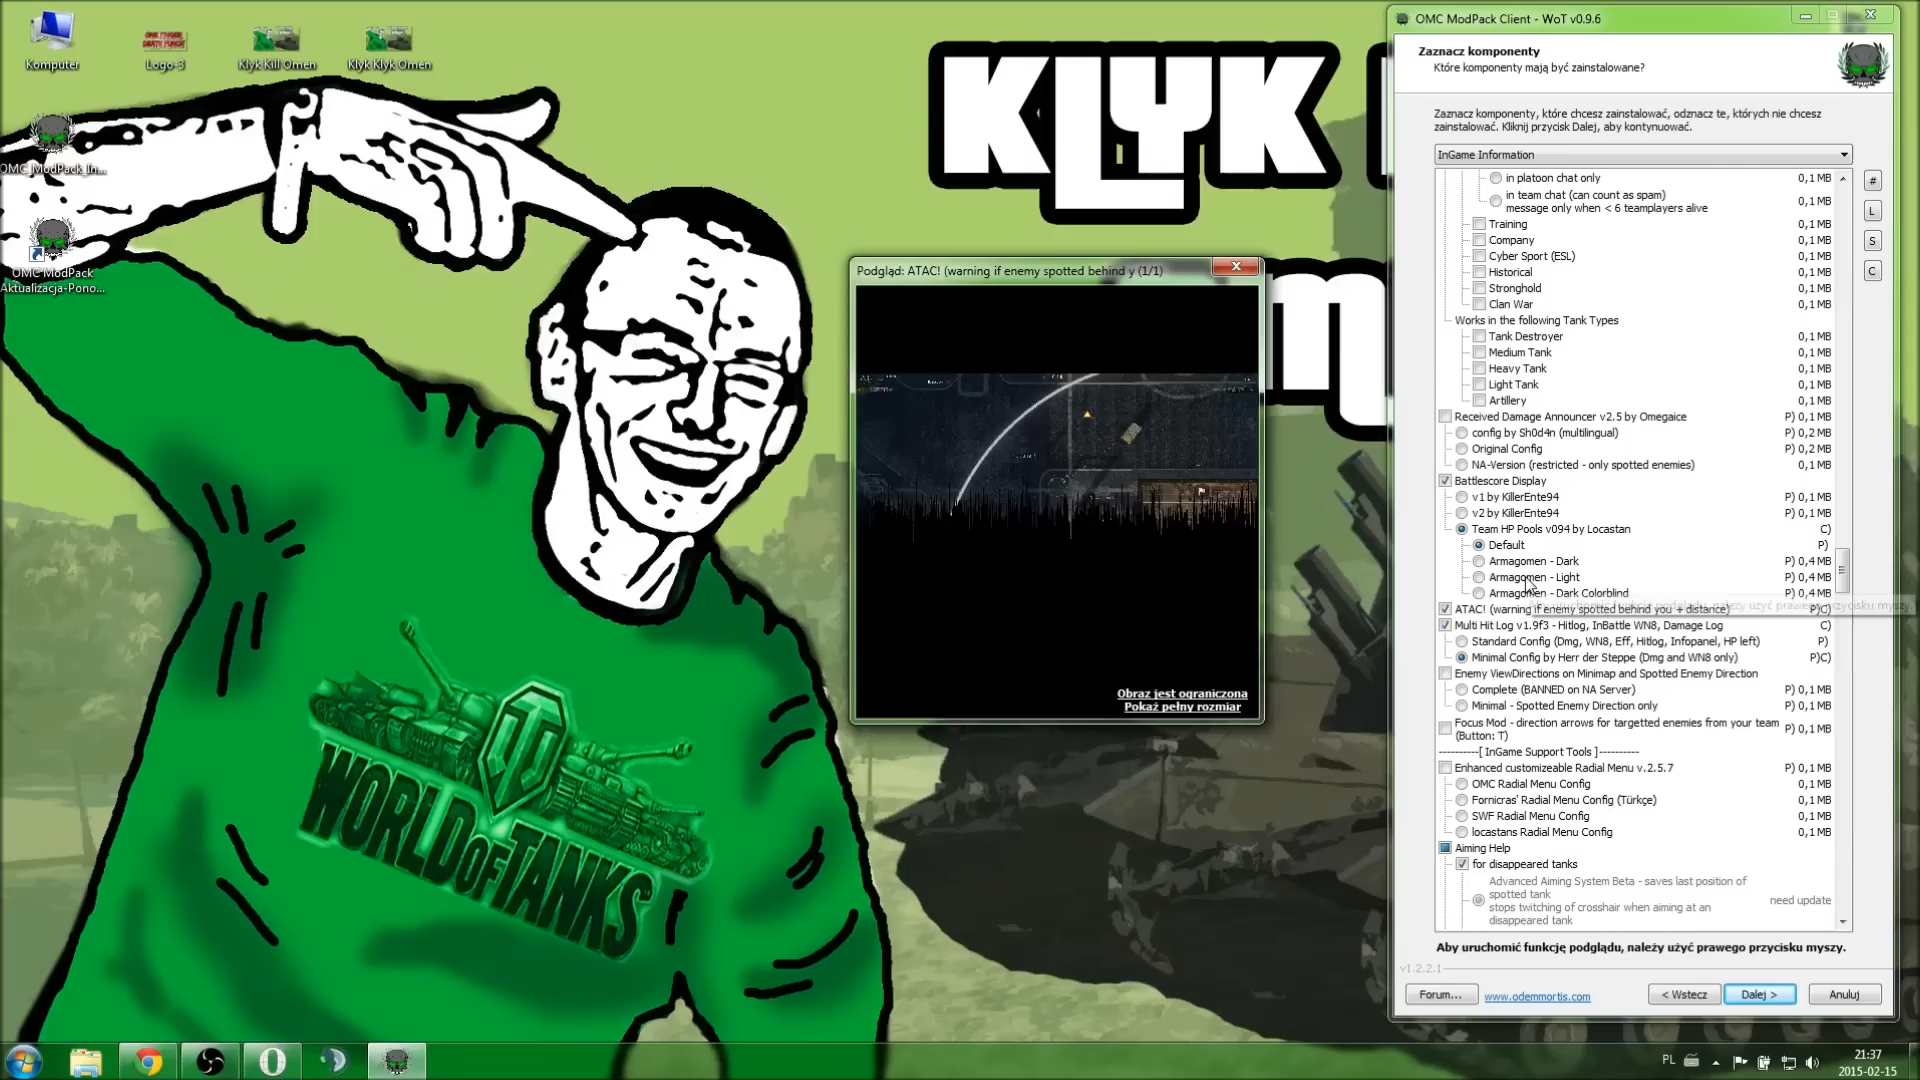 Komputer
Logo-3
ONE FINGER
DEATH PUNCH
Klyk Kill Omen
Klyk Klyk Omen
OMC_ModPack_In...
OMC ModPack
Aktualizacja-Pono...
KLYK
WORLD OF TANKS
Podgląd: ATAC! (warning if enemy spotted behind y (1/1)
Obraz jest ograniczona
Pokaż pełny rozmiar
OMC ModPack Client - WoT v0.9.6
Zaznacz komponenty
Które komponenty mają być zainstalowane?
Zaznacz komponenty, które chcesz zainstalować, odznacz te, których nie chcesz
zainstalować. Kliknij przycisk Dalej, aby kontynuować.
InGame Information
in platoon chat only 0,1 MB
in team chat (can count as spam)
message only when < 6 teamplayers alive 0,1 MB
Training 0,1 MB
Company 0,1 MB
Cyber Sport (ESL) 0,1 MB
Historical 0,1 MB
Stronghold 0,1 MB
Clan War 0,1 MB
Works in the following Tank Types
Tank Destroyer 0,1 MB
Medium Tank 0,1 MB
Heavy Tank 0,1 MB
Light Tank 0,1 MB
Artillery 0,1 MB
Received Damage Announcer v2.5 by Omegaice P) 0,1 MB
config by Sh0d4n (multilingual) P) 0,2 MB
Original Config P) 0,2 MB
NA-Version (restricted - only spotted enemies) 0,1 MB
Battlescore Display
v1 by KillerEnte94 P) 0,1 MB
v2 by KillerEnte94 P) 0,1 MB
Team HP Pools v094 by Locastan C)
Default P)
Armagomen - Dark P) 0,4 MB
Armagomen - Light P) 0,4 MB
Armagomen - Dark Colorblind P) 0,4 MB
ATAC! (warning if enemy spotted behind you + distance) P)C)
Aby uruchomić funkcję podglądu, należy użyć prawego przycisku myszy.
Multi Hit Log v1.9f3 - Hitlog, InBattle WN8, Damage Log C)
Standard Config (Dmg, WN8, Eff, Hitlog, Infopanel, HP left) P)
Minimal Config by Herr der Steppe (Dmg and WN8 only) P)C)
Enemy ViewDirections on Minimap and Spotted Enemy Direction
Complete (BANNED on NA Server) P) 0,1 MB
Minimal - Spotted Enemy Direction only P) 0,1 MB
Focus Mod - direction arrows for targetted enemies from your team
(Button: T) P) 0,1 MB
----------[ InGame Support Tools ]----------
Enhanced customizeable Radial Menu v.2.5.7 P) 0,1 MB
OMC Radial Menu Config 0,1 MB
Fornicras' Radial Menu Config (Türkçe) 0,1 MB
SWF Radial Menu Config 0,1 MB
locastans Radial Menu Config 0,1 MB
Aiming Help
for disappeared tanks
Advanced Aiming System Beta - saves last position of
spotted tank
stops twitching of crosshair when aiming at an
disappeared tank need update
#
L
S
C
Aby uruchomić funkcję podglądu, należy użyć prawego przycisku myszy.
v1.2.2.1
Forum...
www.odemmortis.com
< Wstecz
Dalej >
Anuluj
PL
21:37
2015-02-15